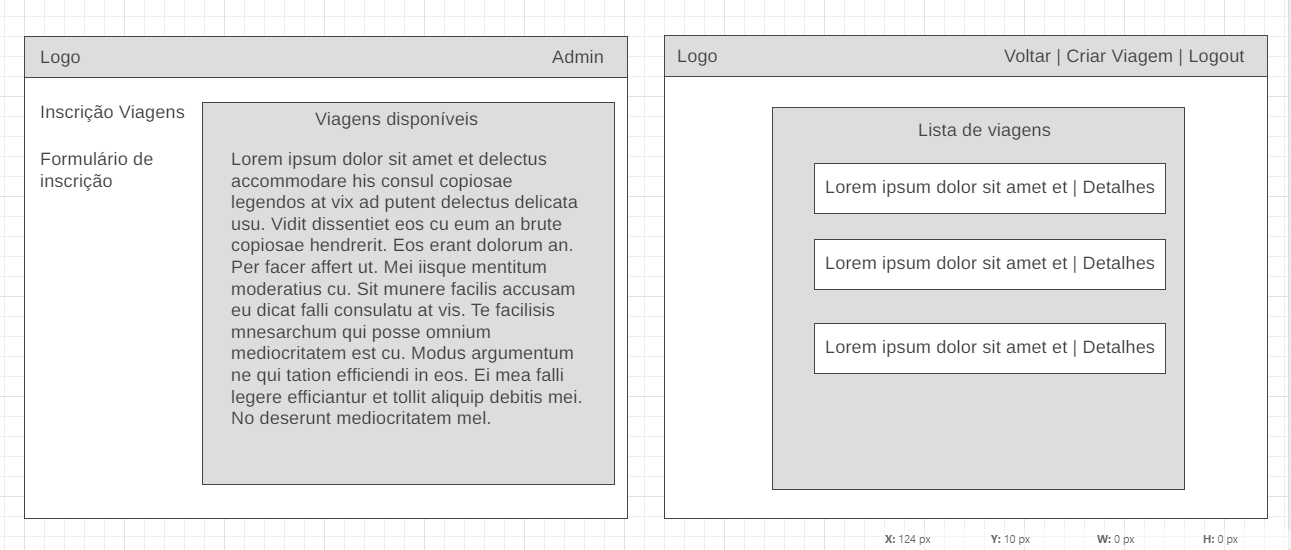 Logo
Admin
Inscrição Viagens
Formulário de
inscrição
Viagens disponíveis
Lorem ipsum dolor sit amet et delectus
accommodare his consul copiosae
legendos at vix ad putent delectus delicata
usu. Vidit dissentiet eos cu eum an brute
copiosae hendrerit. Eos erant dolorum an.
Per facer affert ut. Mei iisque mentitum
moderatius cu. Sit munere facilis accusam
eu dicat falli consulatu at vis. Te facilisis
mnesarchum qui posse omnium
mediocritatem est cu. Modus argumentum
ne qui tation efficiendi in eos. Ei mea falli
legere efficiantur et tollit aliquip debitis mei.
No deserunt mediocritatem mel.
Logo
Voltar | Criar Viagem | Logout
Lista de viagens
Lorem ipsum dolor sit amet et | Detalhes
Lorem ipsum dolor sit amet et | Detalhes
Lorem ipsum dolor sit amet et | Detalhes
X: 124 px Y: 10 px W: 0 px H: 0 px